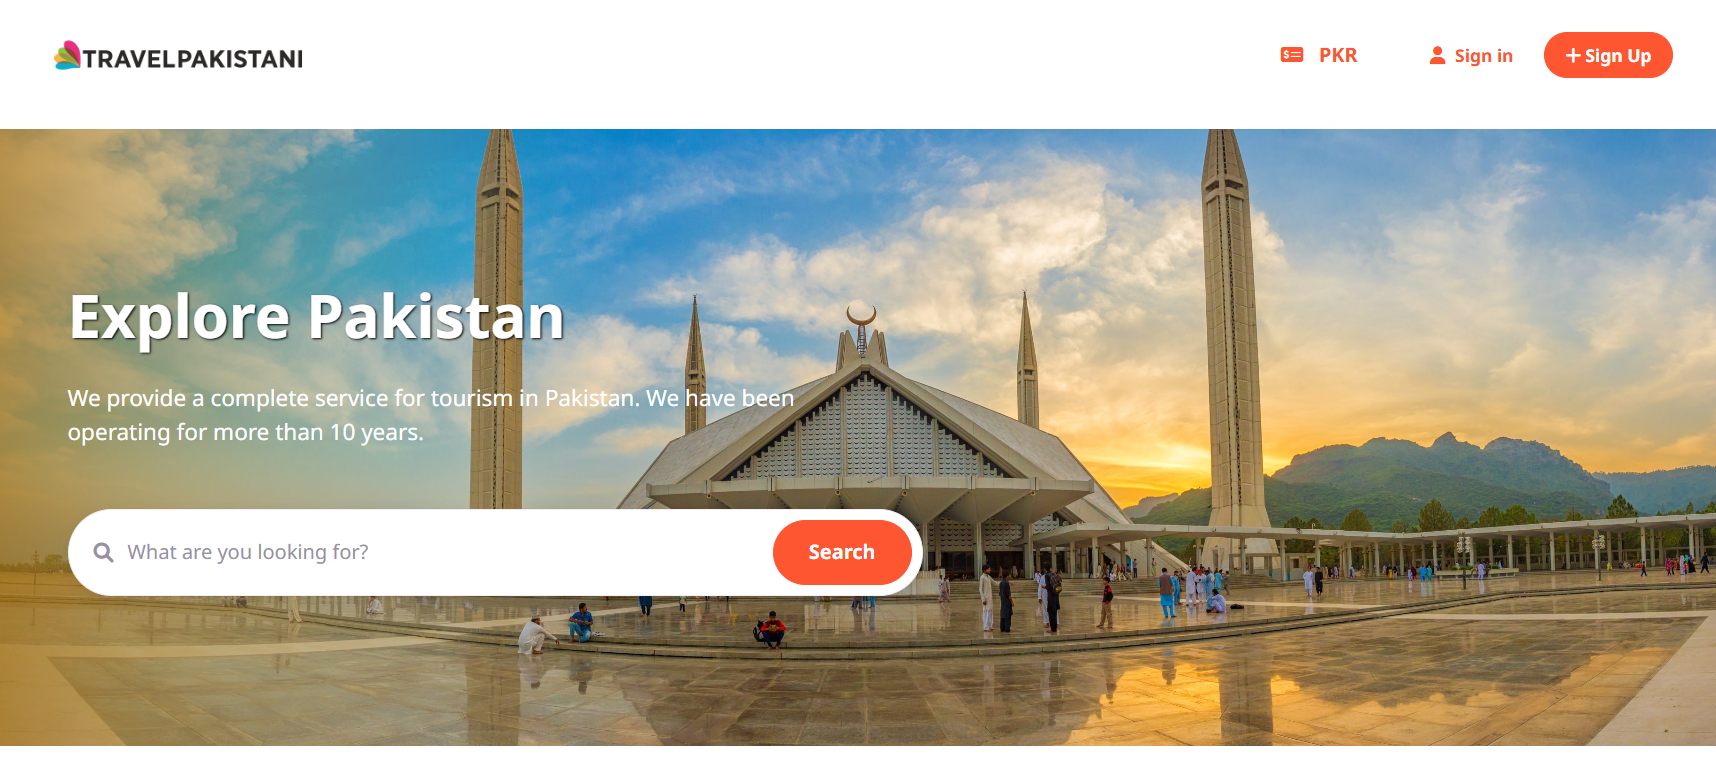 TRAVELPAKISTANI
PKR
Sign in
+ Sign Up
Explore Pakistan
We provide a complete service for tourism in Pakistan. We have been
operating for more than 10 years.
What are you looking for?
Search